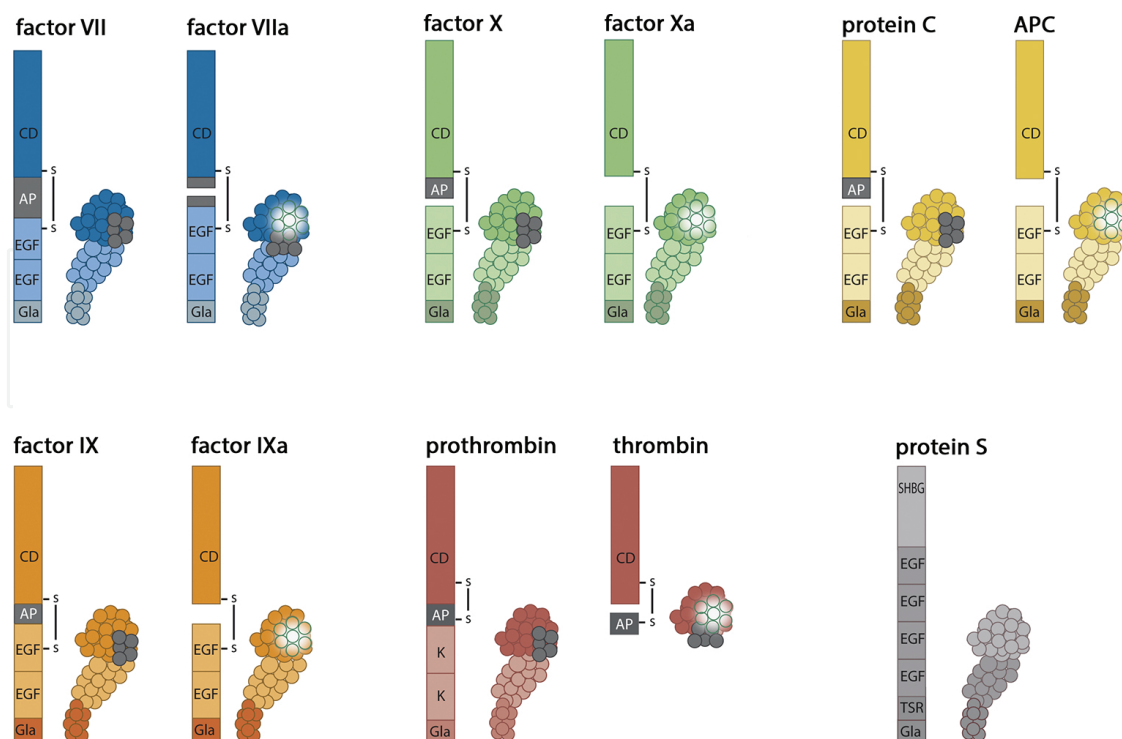 factor VII
factor VIIa
factor X
factor Xa
protein C
APC
CD
CD
CD
CD
CD
CD
S
S
S
S
S
S
AP
AP
AP
S
S
S
S
S
S
EGF
EGF
EGF
EGF
EGF
EGF
EGF
EGF
EGF
EGF
EGF
EGF
Gla
Gla
Gla
Gla
Gla
Gla
factor IX
factor IXa
prothrombin
thrombin
protein S
SHBG
CD
CD
CD
CD
EGF
S
S
S
S
EGF
AP
AP
S
AP
S
EGF
S
EGF
S
K
EGF
EGF
EGF
K
EGF
TSR
Gla
Gla
Gla
Gla